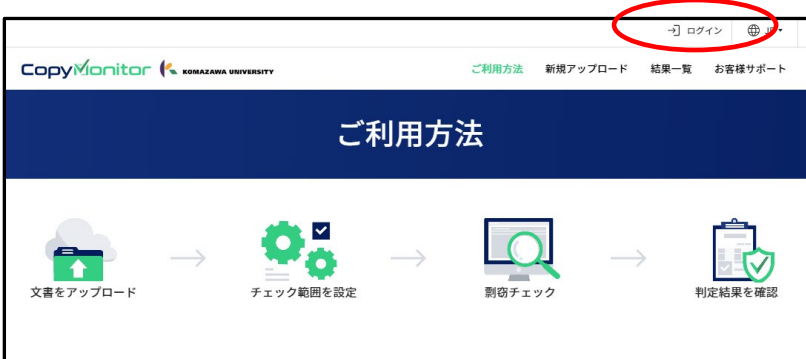 ログイン JP
CopyMonitor KOMAZAWA UNIVERSITY
ご利用方法 新規アップロード 結果一覧 お客様サポート
ご利用方法
文書をアップロード チェック範囲を設定 剽窃チェック 判定結果を確認